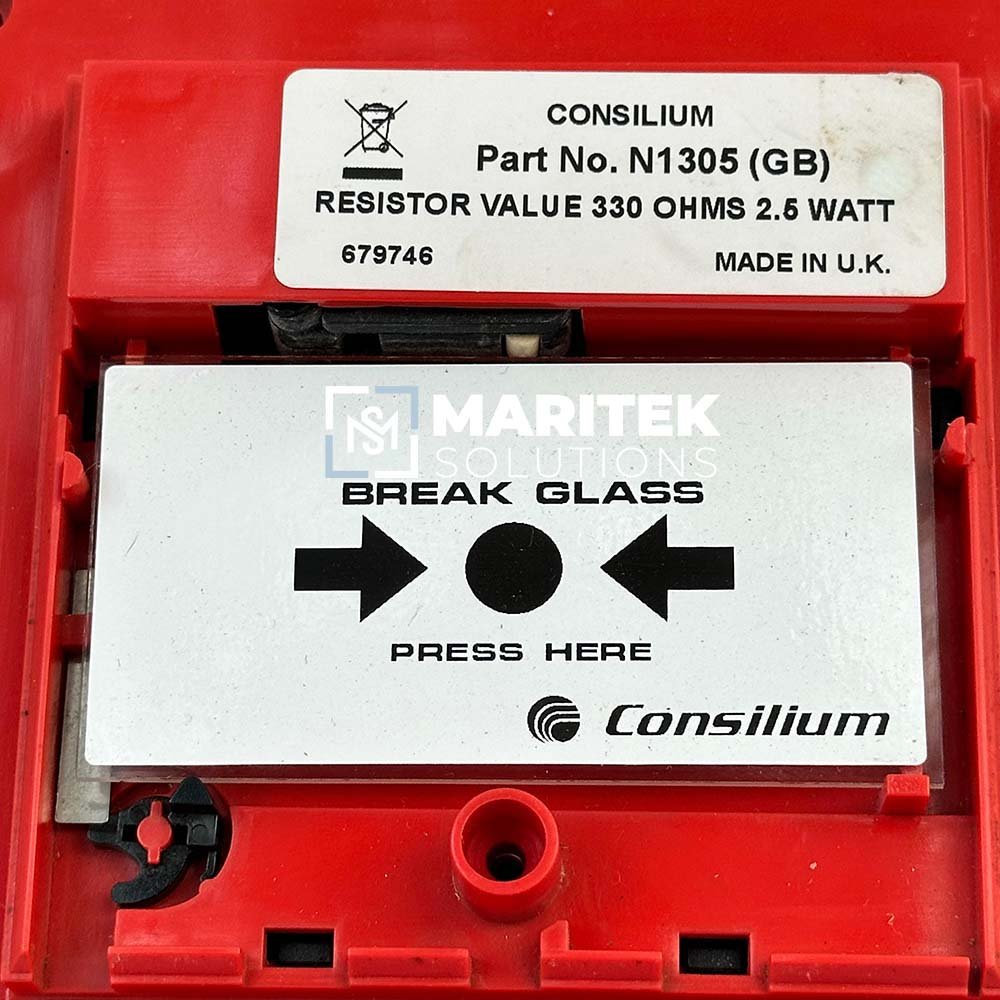 CONSILIUM
Part No. N1305 (GB)
RESISTOR VALUE 330 OHMS 2.5 WATT
679746 MADE IN U.K.
MARITEK
SOLUTIONS
BREAK GLASS
PRESS HERE
Consilium